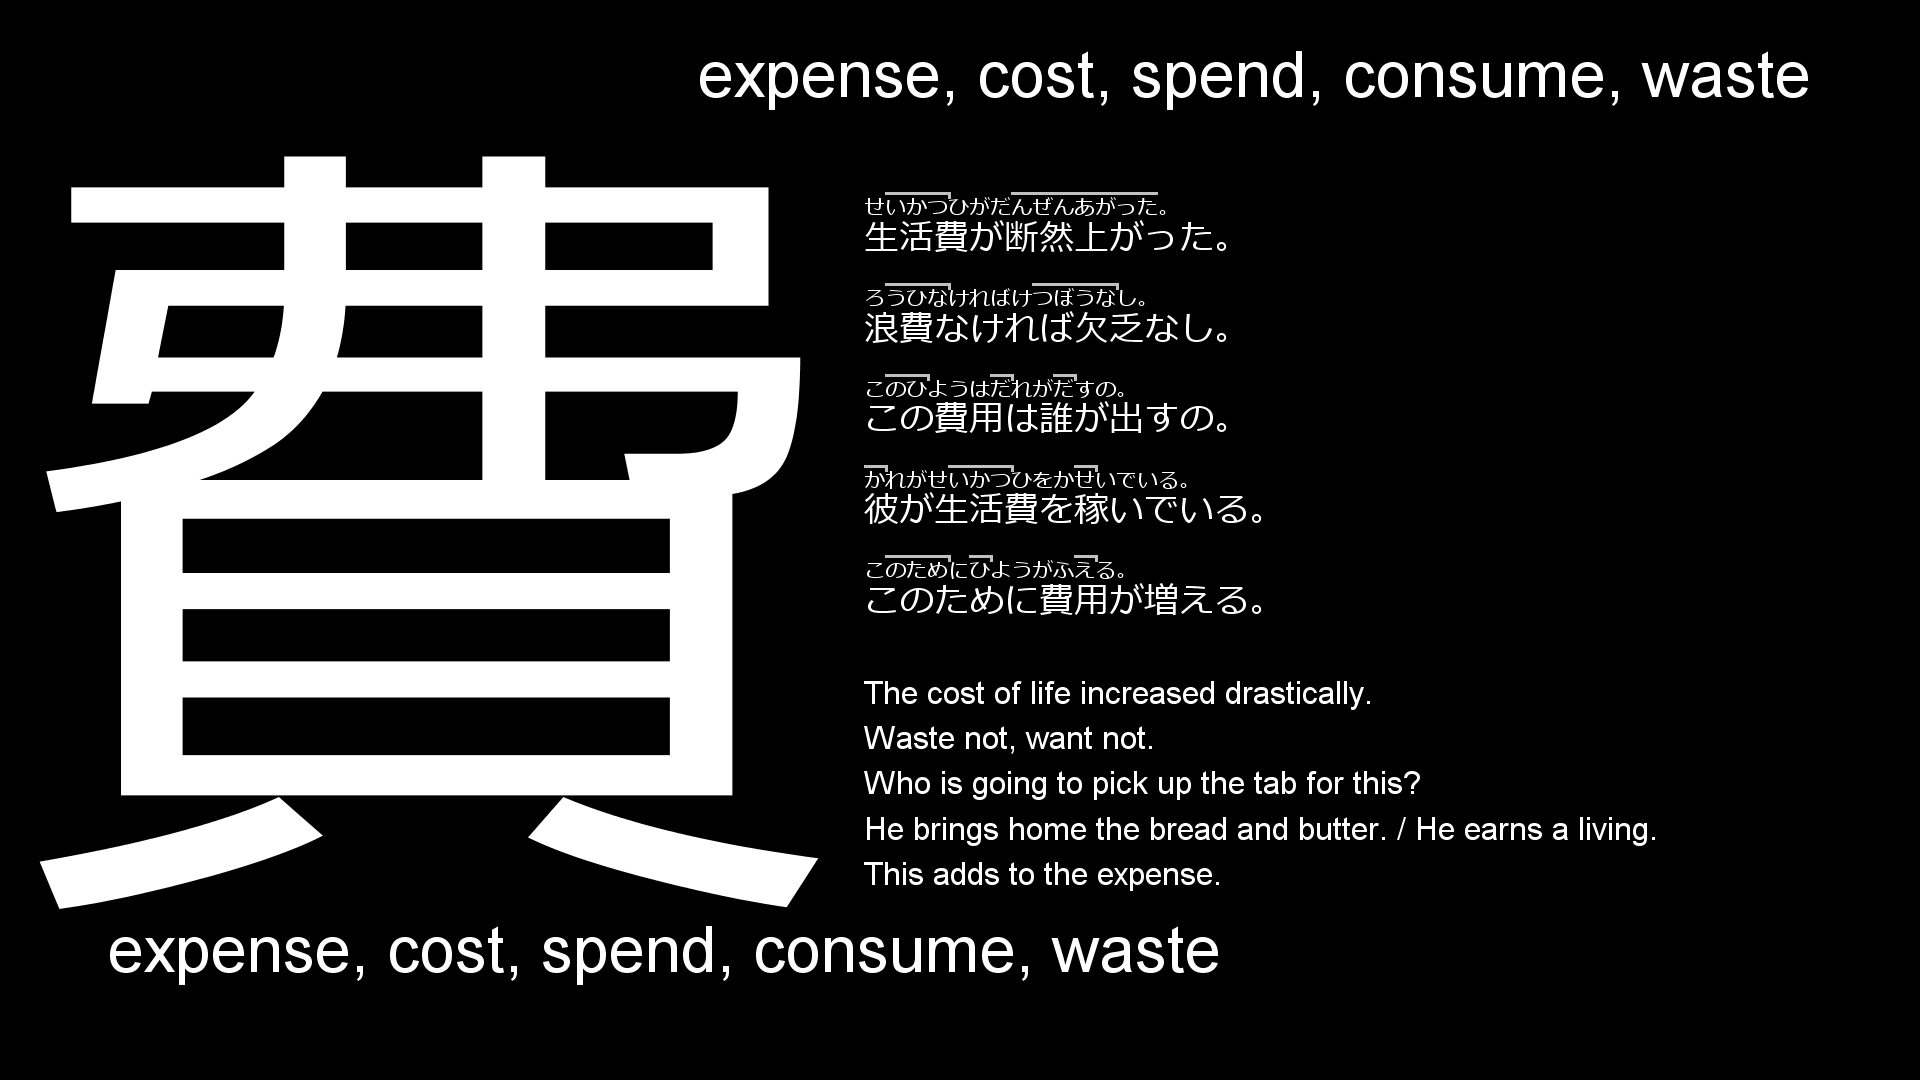 expense, cost, spend, consume, waste
費
せいかつひがだんぜんあがった。
生活費が断然上がった。
ろうひなければけつぼうなし。
浪費なければ欠乏なし。
このひようはだれがだすの。
この費用は誰が出すの。
かれがせいかつひをかせいでいる。
彼が生活費を稼いでいる。
このためにひようがふえる。
このために費用が増える。
The cost of life increased drastically.
Waste not, want not.
Who is going to pick up the tab for this?
He brings home the bread and butter. / He earns a living.
This adds to the expense.
expense, cost, spend, consume, waste